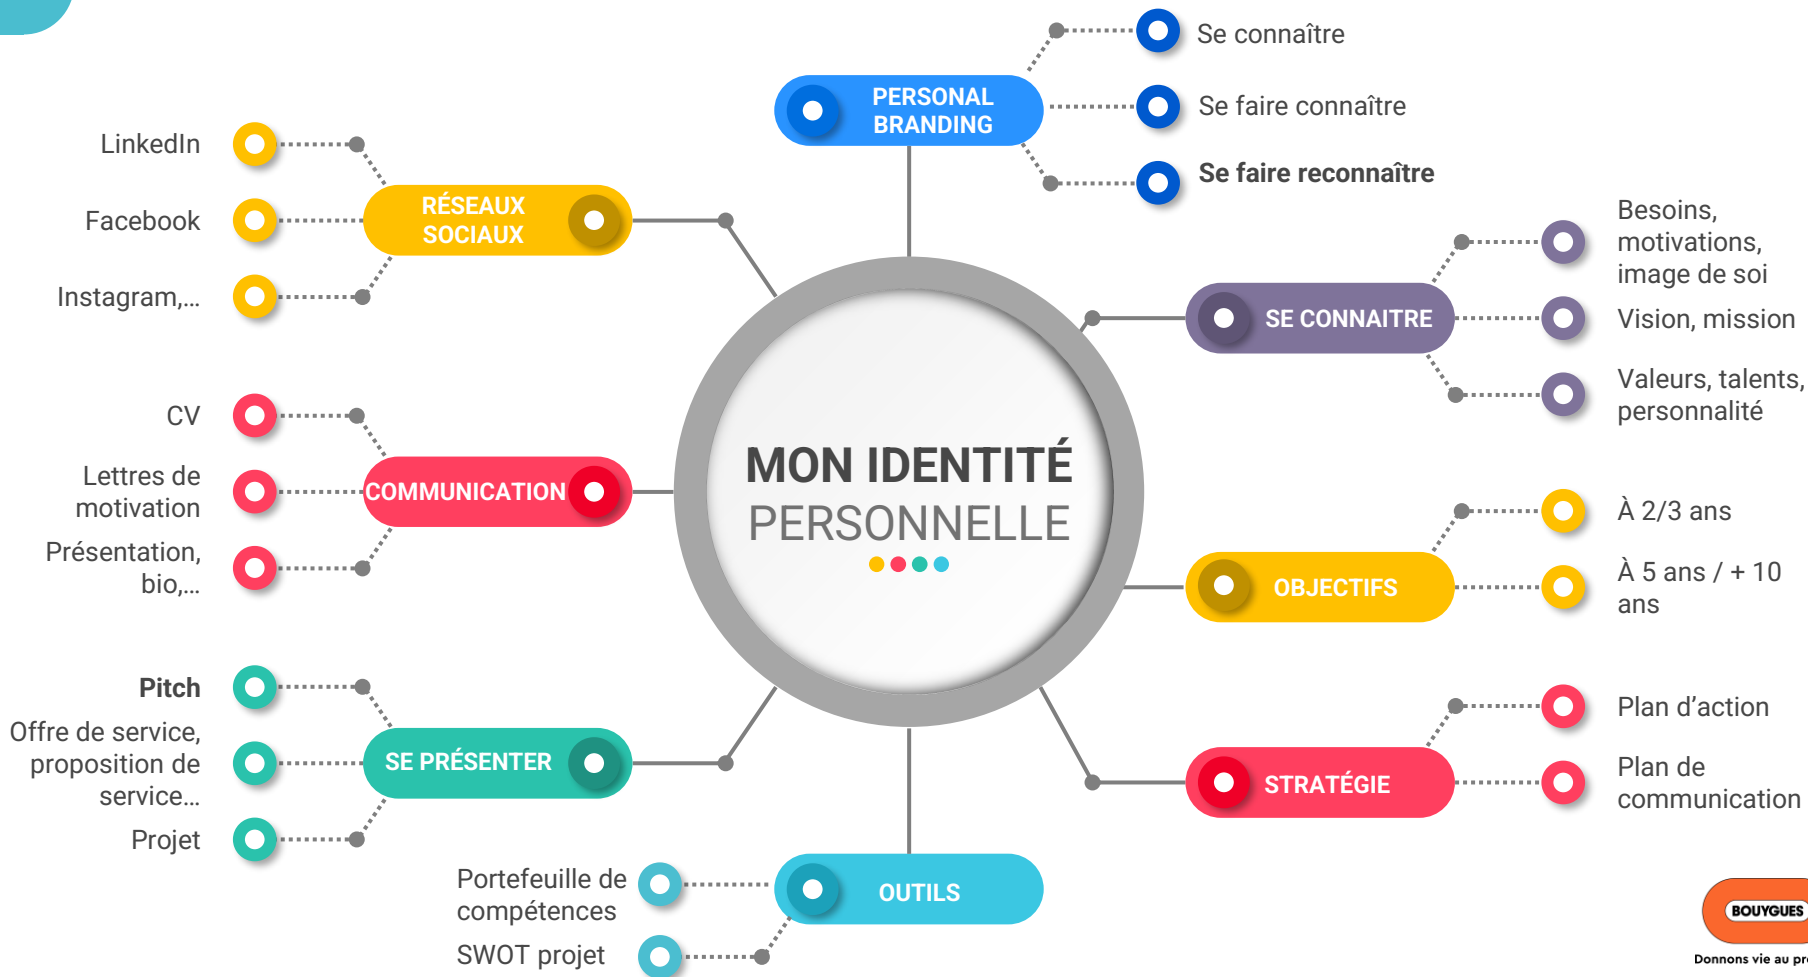 PERSONAL
BRANDING
Se connaître
Se faire connaître
Se faire reconnaître
LinkedIn
Facebook
Instagram,...
RÉSEAUX
SOCIAUX
SE CONNAITRE
Besoins,
motivations,
image de soi
Vision, mission
Valeurs, talents,
personnalité
CV
Lettres de
motivation
Présentation,
bio,...
COMMUNICATION
MON IDENTITÉ
PERSONNELLE
OBJECTIFS
À 2/3 ans
À 5 ans / + 10
ans
Pitch
Offre de service,
proposition de
service...
Projet
SE PRÉSENTER
STRATÉGIE
Plan d’action
Plan de
communication
Portefeuille de
compétences
SWOT projet
OUTILS
BOUYGUES
Donnons vie au